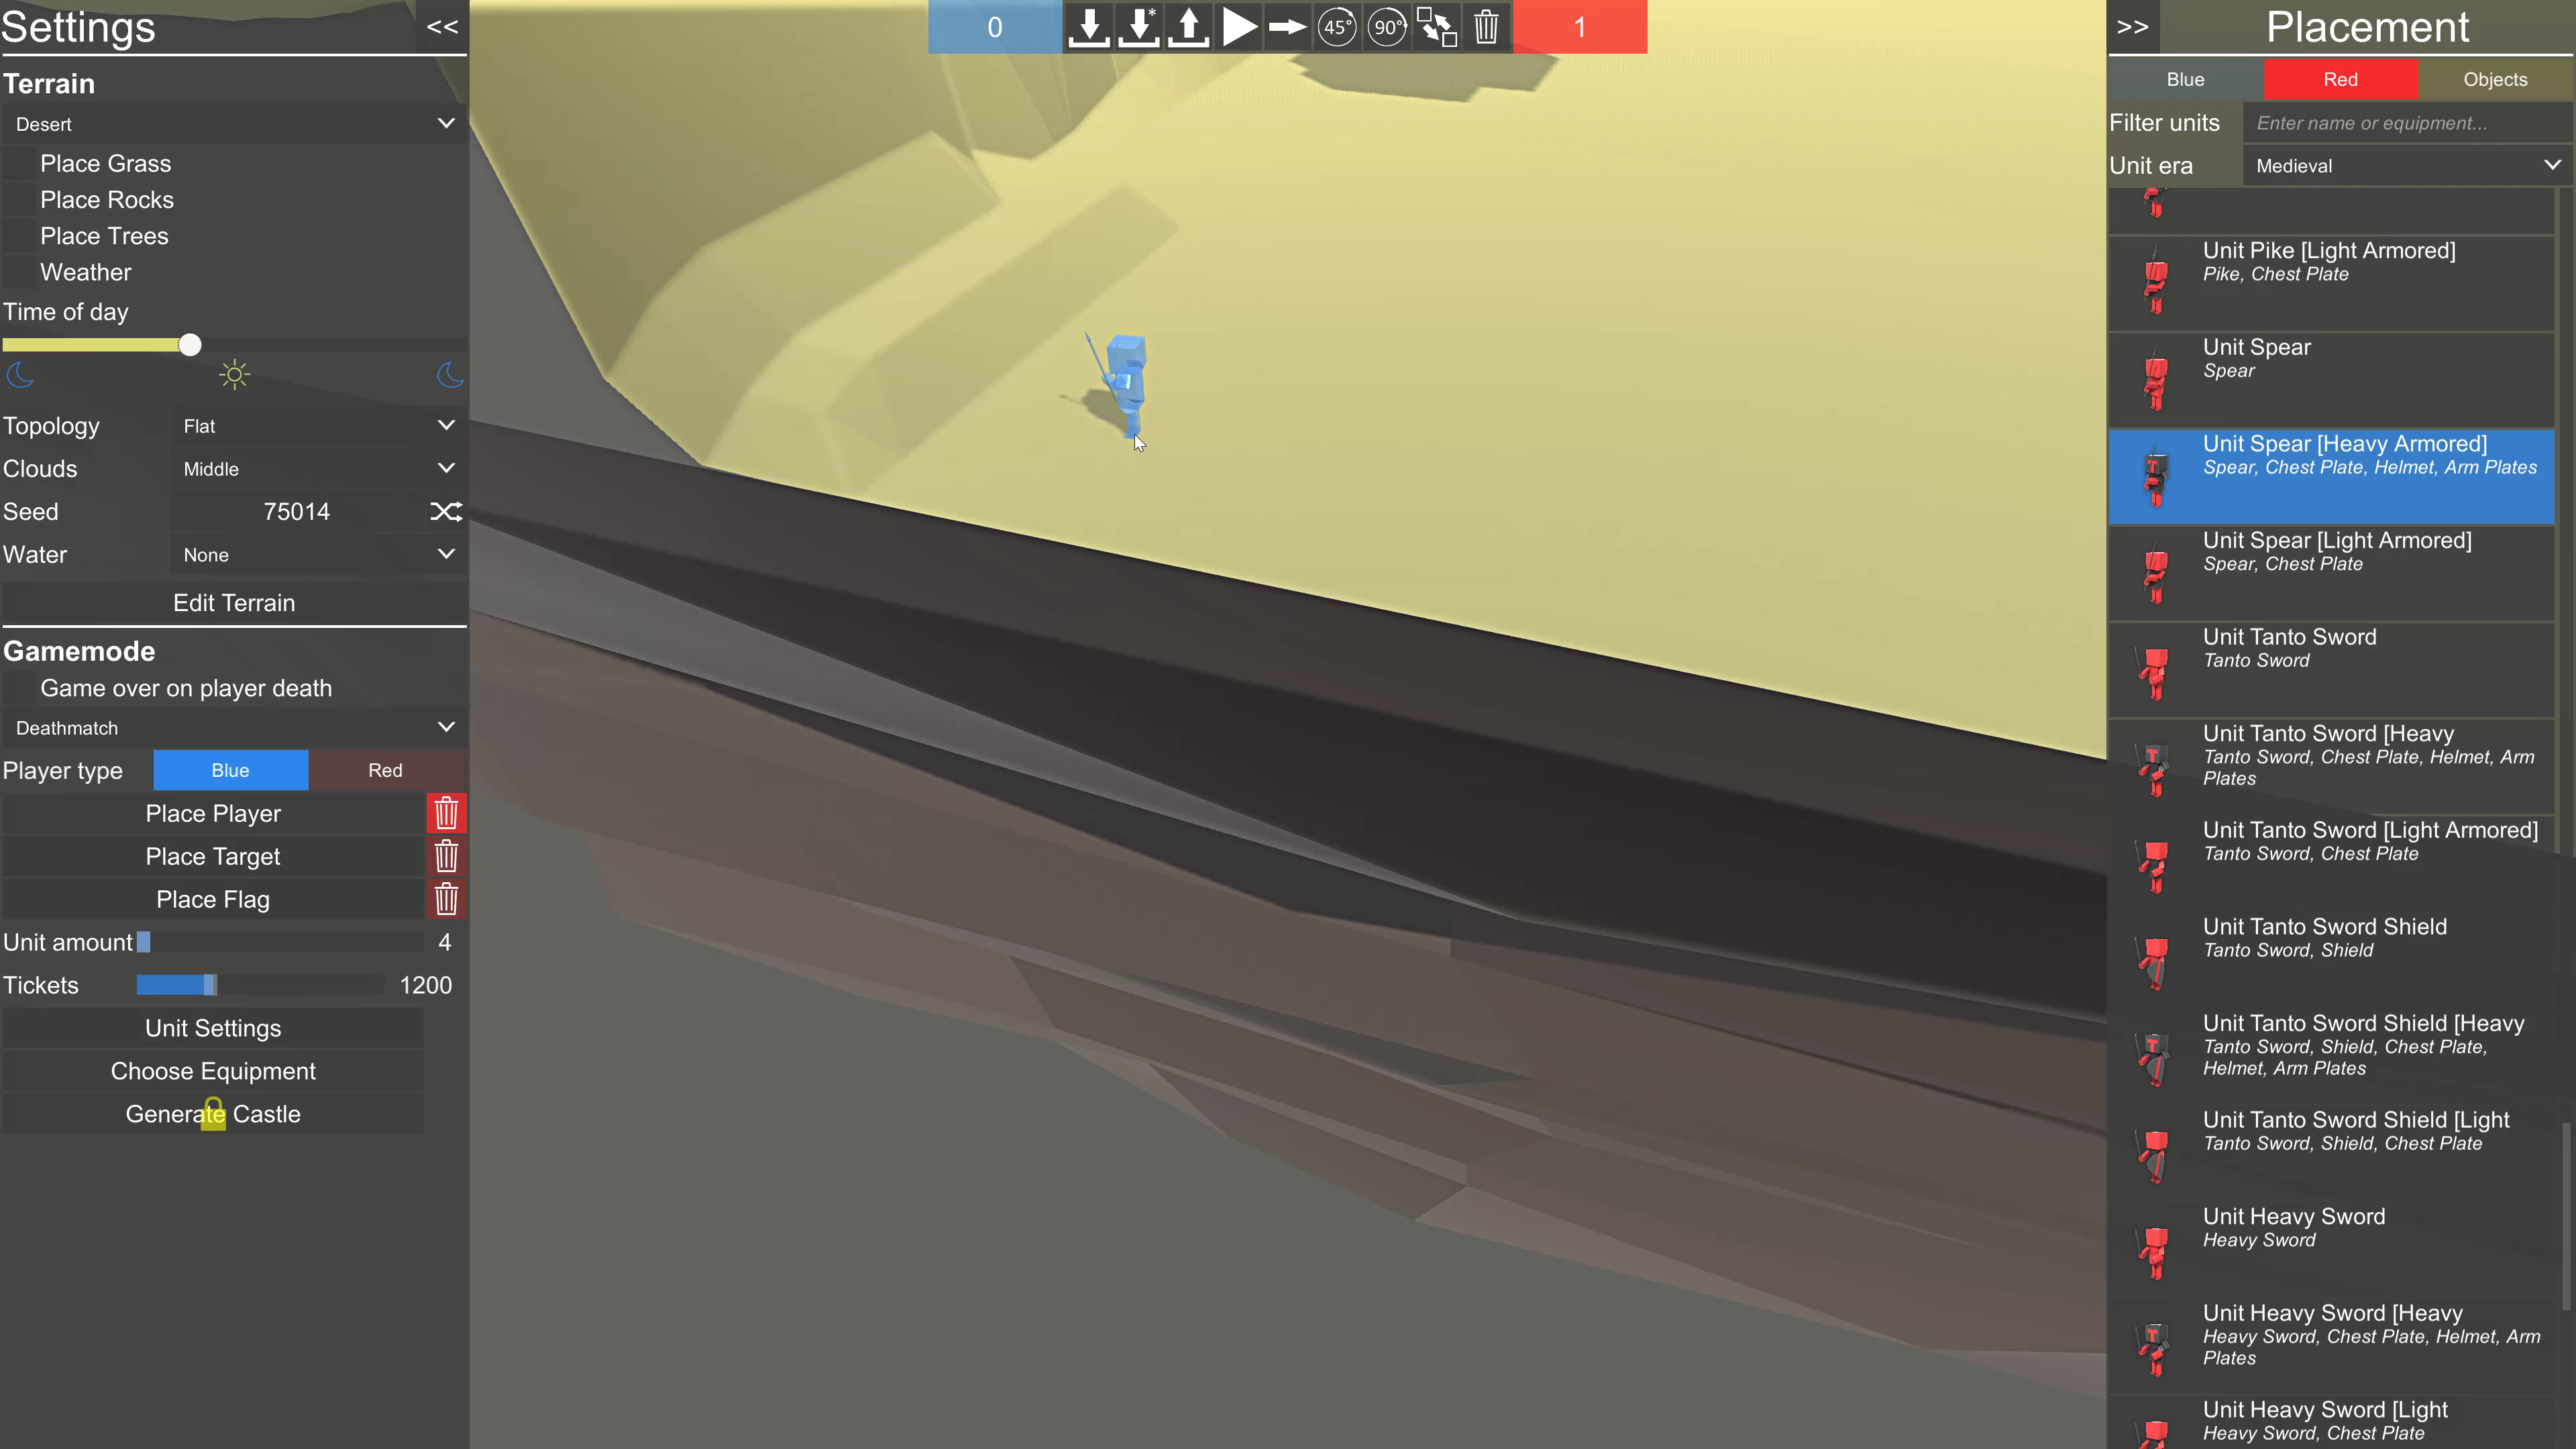 Settings
<<
Terrain
Desert
Place Grass
Place Rocks
Place Trees
Weather
Time of day
Topology
Flat
Clouds
Middle
Seed
75014
Water
None
Edit Terrain
Gamemode
Game over on player death
Deathmatch
Player type
Blue
Red
Place Player
Place Target
Place Flag
Unit amount
4
Tickets
1200
Unit Settings
Choose Equipment
Generate Castle
0
*
45°
90°
1
>>
Placement
Blue
Red
Objects
Filter units
Enter name or equipment...
Unit era
Medieval
Unit Pike [Light Armored]
Pike, Chest Plate
Unit Spear
Spear
Unit Spear [Heavy Armored]
Spear, Chest Plate, Helmet, Arm Plates
Unit Spear [Light Armored]
Spear, Chest Plate
Unit Tanto Sword
Tanto Sword
Unit Tanto Sword [Heavy
Tanto Sword, Chest Plate, Helmet, Arm
Plates
Unit Tanto Sword [Light Armored]
Tanto Sword, Chest Plate
Unit Tanto Sword Shield
Tanto Sword, Shield
Unit Tanto Sword Shield [Heavy
Tanto Sword, Shield, Chest Plate,
Helmet, Arm Plates
Unit Tanto Sword Shield [Light
Tanto Sword, Shield, Chest Plate
Unit Heavy Sword
Heavy Sword
Unit Heavy Sword [Heavy
Heavy Sword, Chest Plate, Helmet, Arm
Plates
Unit Heavy Sword [Light
Heavy Sword, Chest Plate